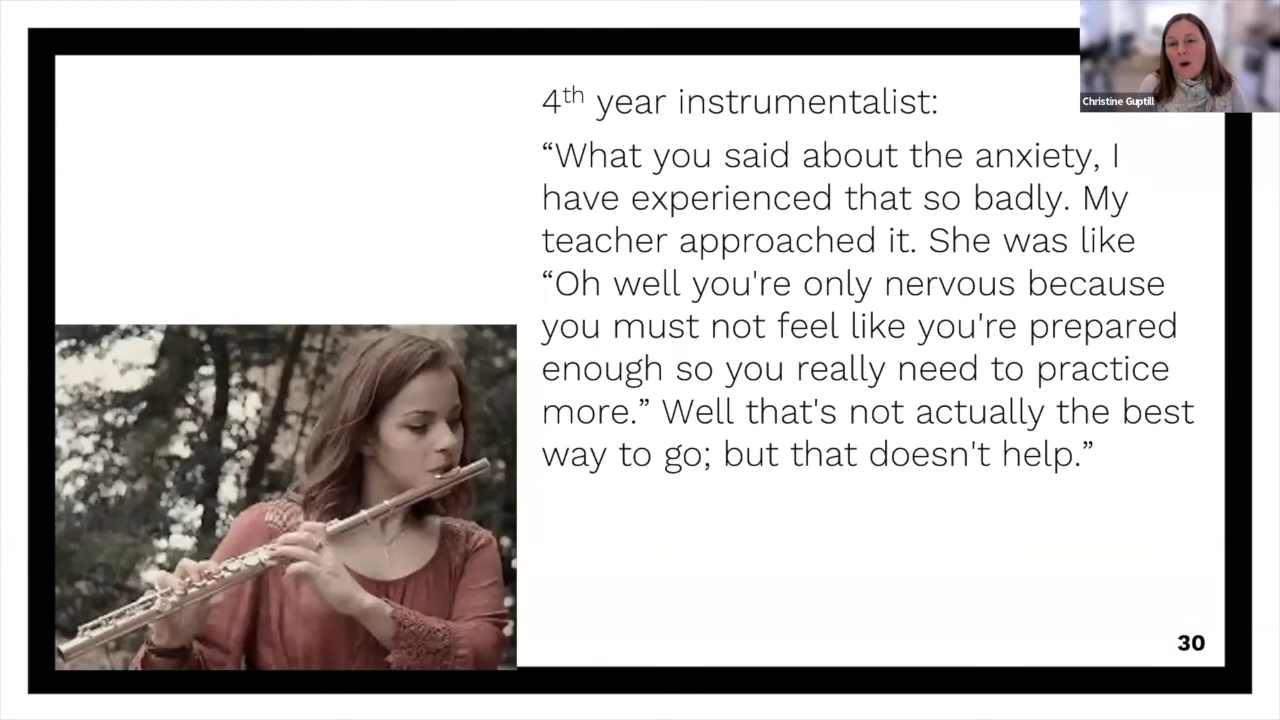 Christine Guptill
4th year instrumentalist:
“What you said about the anxiety, I
have experienced that so badly. My
teacher approached it. She was like
“Oh well you're only nervous because
you must not feel like you're prepared
enough so you really need to practice
more.” Well that's not actually the best
way to go; but that doesn't help.”
30